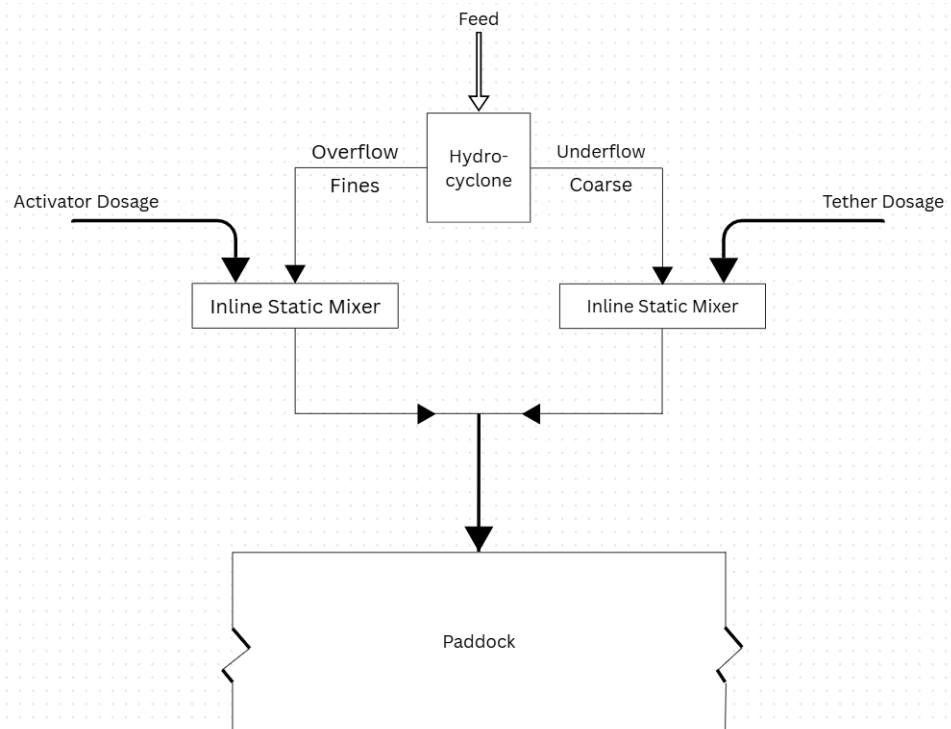 Feed
Hydro-
cyclone
Overflow
Fines
Underflow
Coarse
Activator Dosage
Tether Dosage
Inline Static Mixer
Inline Static Mixer
Paddock